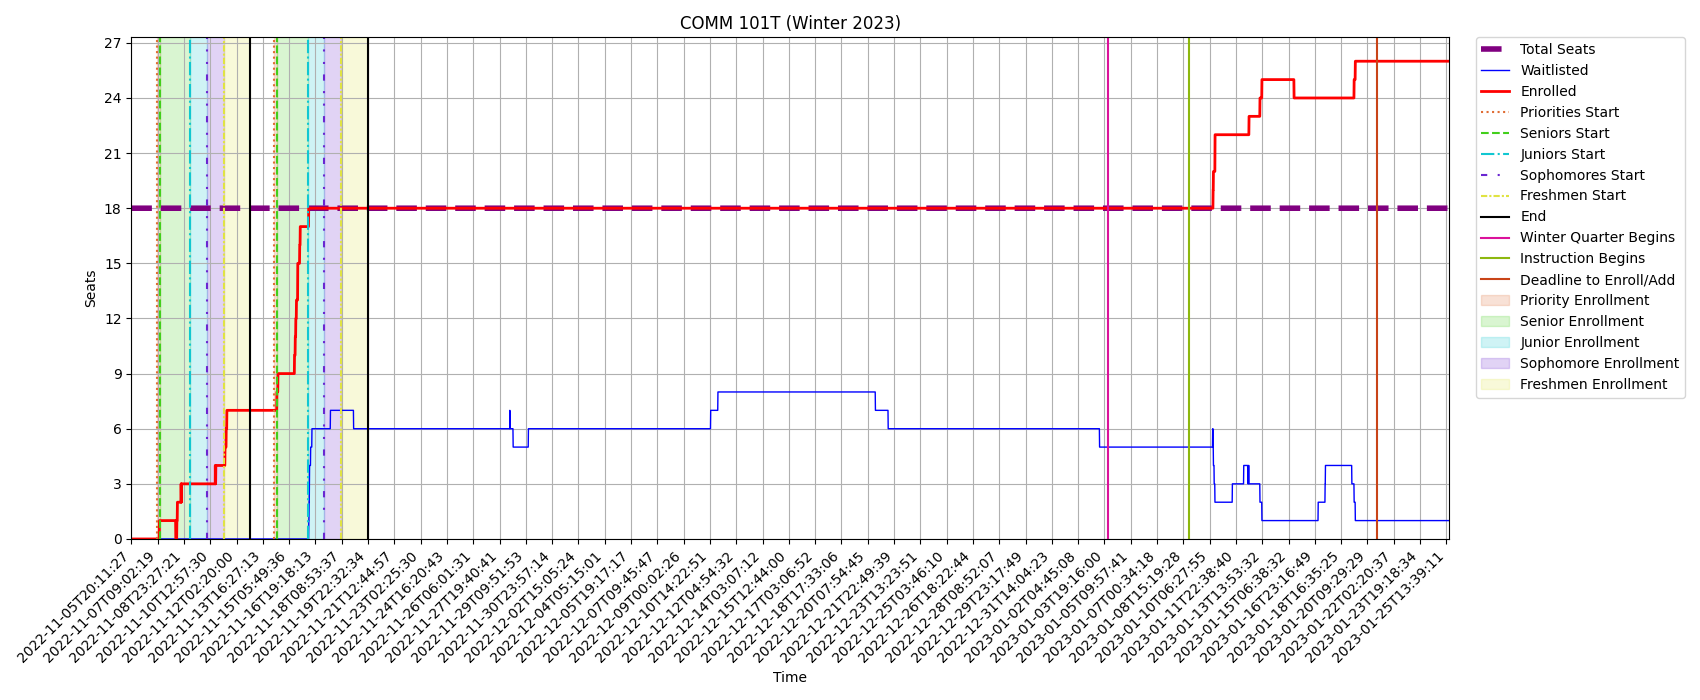 COMM 101T (Winter 2023)
27
24
21
18
15
12
9
6
3
0
Seats
2022-11-05T20:11:27
2022-11-07T09:02:19
2022-11-08T23:27:21
2022-11-10T12:57:30
2022-11-12T02:20:00
2022-11-13T16:27:13
2022-11-15T05:49:36
2022-11-16T19:18:13
2022-11-18T08:53:37
2022-11-19T22:32:34
2022-11-21T12:44:57
2022-11-23T02:25:30
2022-11-24T16:20:43
2022-11-26T06:01:31
2022-11-27T19:40:41
2022-11-29T09:51:53
2022-11-30T23:57:14
2022-12-02T15:05:24
2022-12-04T05:15:01
2022-12-05T19:17:17
2022-12-07T09:45:47
2022-12-09T00:02:26
2022-12-10T14:22:51
2022-12-12T04:54:32
2022-12-14T03:07:12
2022-12-15T12:44:00
2022-12-17T03:06:52
2022-12-18T17:33:06
2022-12-20T07:54:45
2022-12-21T22:49:39
2022-12-23T13:23:51
2022-12-25T03:46:10
2022-12-26T18:22:44
2022-12-28T08:52:07
2022-12-29T23:17:49
2022-12-31T14:04:23
2023-01-02T04:45:08
2023-01-03T19:16:00
2023-01-05T09:57:41
2023-01-07T00:34:18
2023-01-08T15:19:28
2023-01-10T06:27:55
2023-01-11T22:38:40
2023-01-13T13:53:32
2023-01-15T06:38:32
2023-01-16T23:16:49
2023-01-18T16:35:25
2023-01-20T09:29:29
2023-01-22T02:20:37
2023-01-23T19:18:34
2023-01-25T13:39:11
Time
Total Seats
Waitlisted
Enrolled
Priorities Start
Seniors Start
Juniors Start
Sophomores Start
Freshmen Start
End
Winter Quarter Begins
Instruction Begins
Deadline to Enroll/Add
Priority Enrollment
Senior Enrollment
Junior Enrollment
Sophomore Enrollment
Freshmen Enrollment